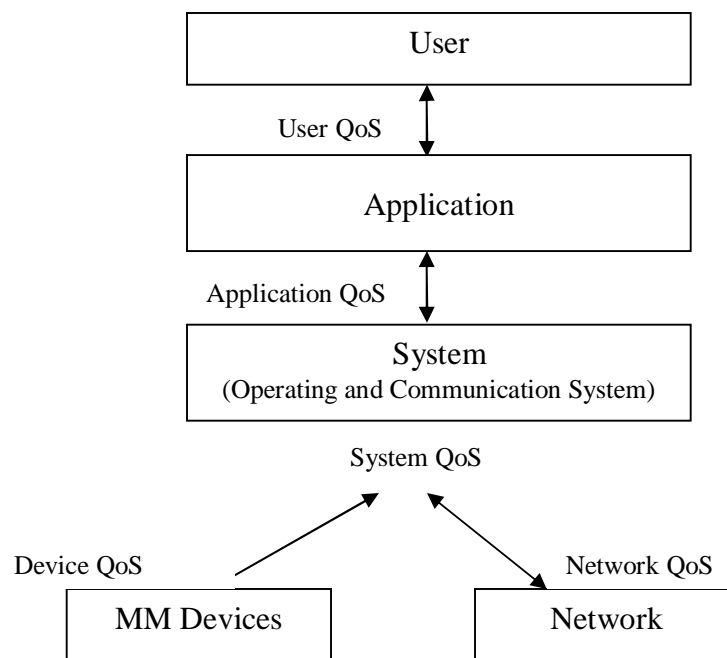 User
User QoS
Application
Application QoS
System
(Operating and Communication System)
System QoS
Device QoS
Network QoS
MM Devices
Network